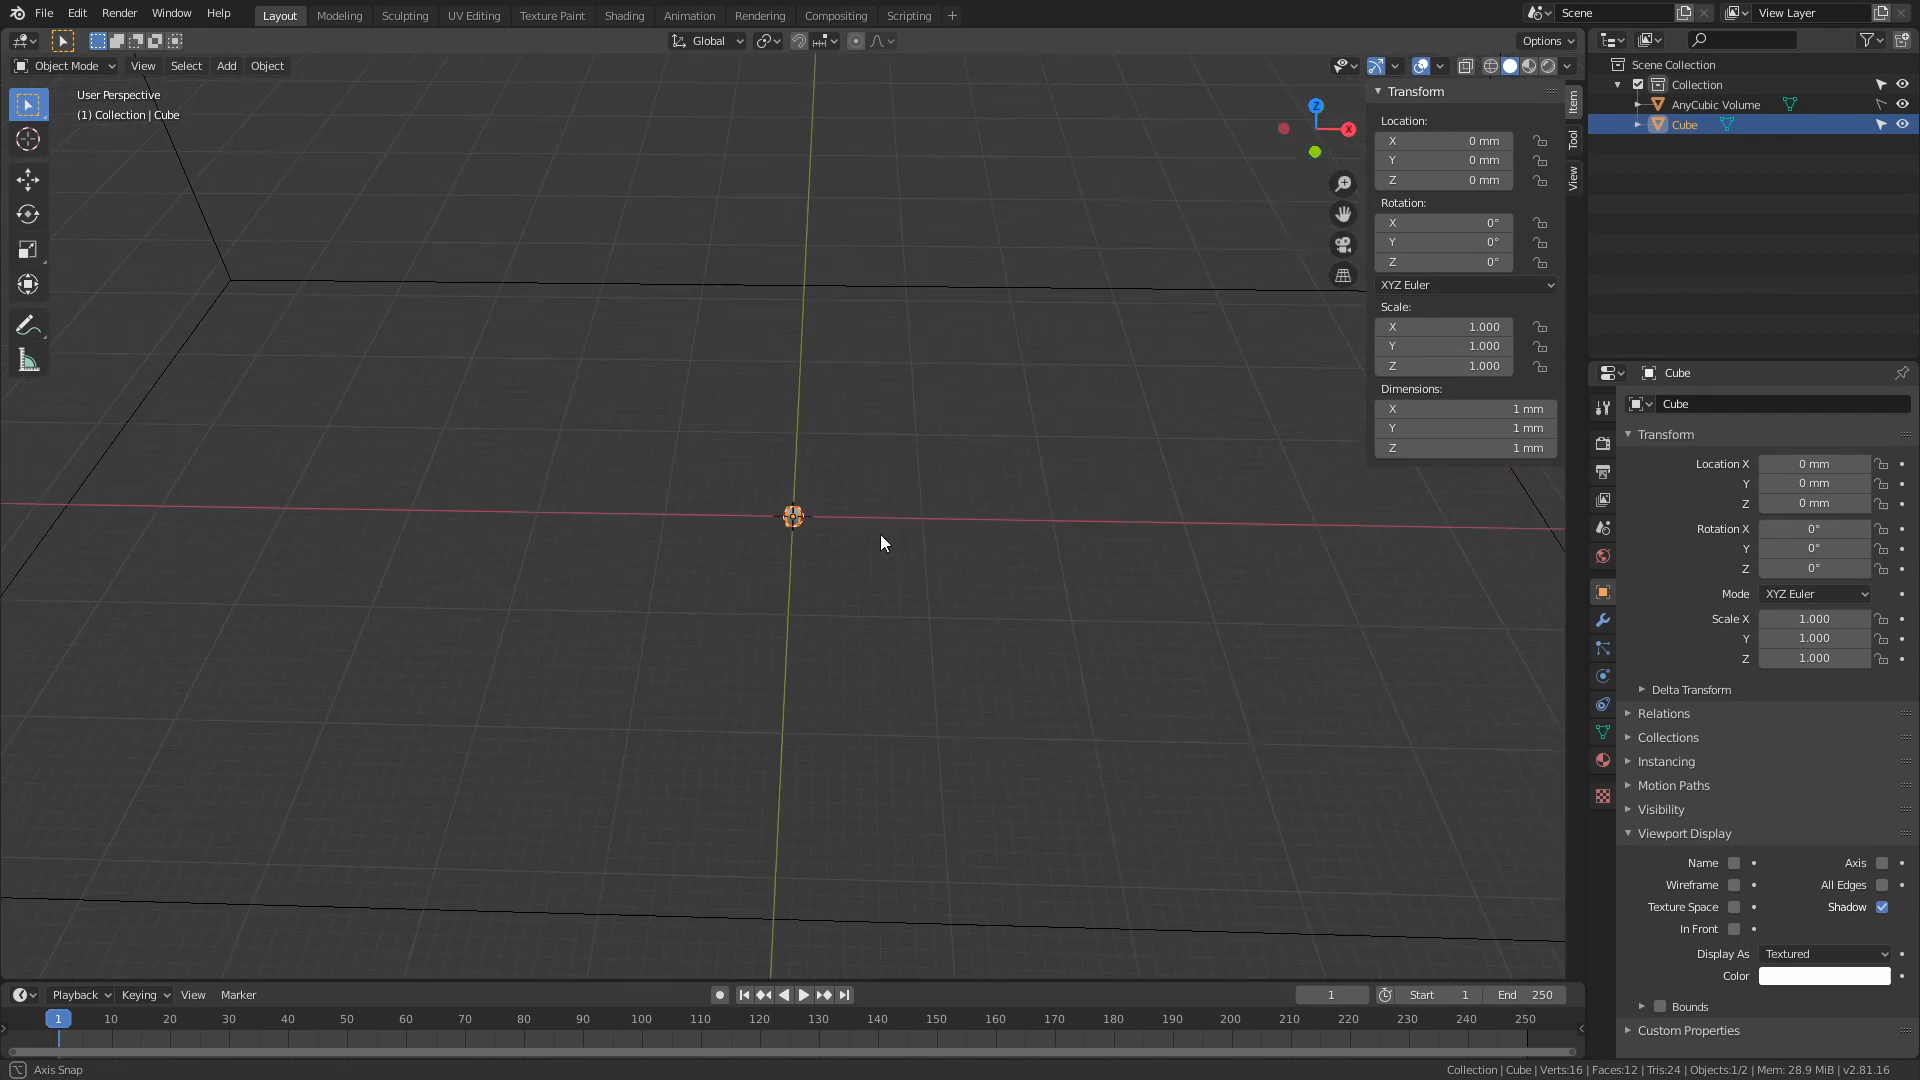 File Edit Render Window Help Layout Modeling Sculpting UV Editing Texture Paint Shading Animation Rendering Compositing Scripting + Scene View Layer
Global Options
Object Mode View Select Add Object
User Perspective
(1) Collection | Cube
Z
X
Transform
Location:
X 0 mm
Y 0 mm
Z 0 mm
Rotation:
X 0°
Y 0°
Z 0°
XYZ Euler
Scale:
X 1.000
Y 1.000
Z 1.000
Dimensions:
X 1 mm
Y 1 mm
Z 1 mm
Item
Tool
View
Scene Collection
Collection
AnyCubic Volume
Cube
Cube
Cube
Transform
Location X 0 mm
Y 0 mm
Z 0 mm
Rotation X 0°
Y 0°
Z 0°
Mode XYZ Euler
Scale X 1.000
Y 1.000
Z 1.000
Delta Transform
Relations
Collections
Instancing
Motion Paths
Visibility
Viewport Display
Name Axis
Wireframe All Edges
Texture Space Shadow
In Front
Display As Textured
Color
Bounds
Custom Properties
Playback Keying View Marker 1 Start 1 End 250
1 10 20 30 40 50 60 70 80 90 100 110 120 130 140 150 160 170 180 190 200 210 220 230 240 250
Axis Snap
Collection | Cube | Verts:16 | Faces:12 | Tris:24 | Objects:1/2 | Mem: 28.9 MiB | v2.81.16